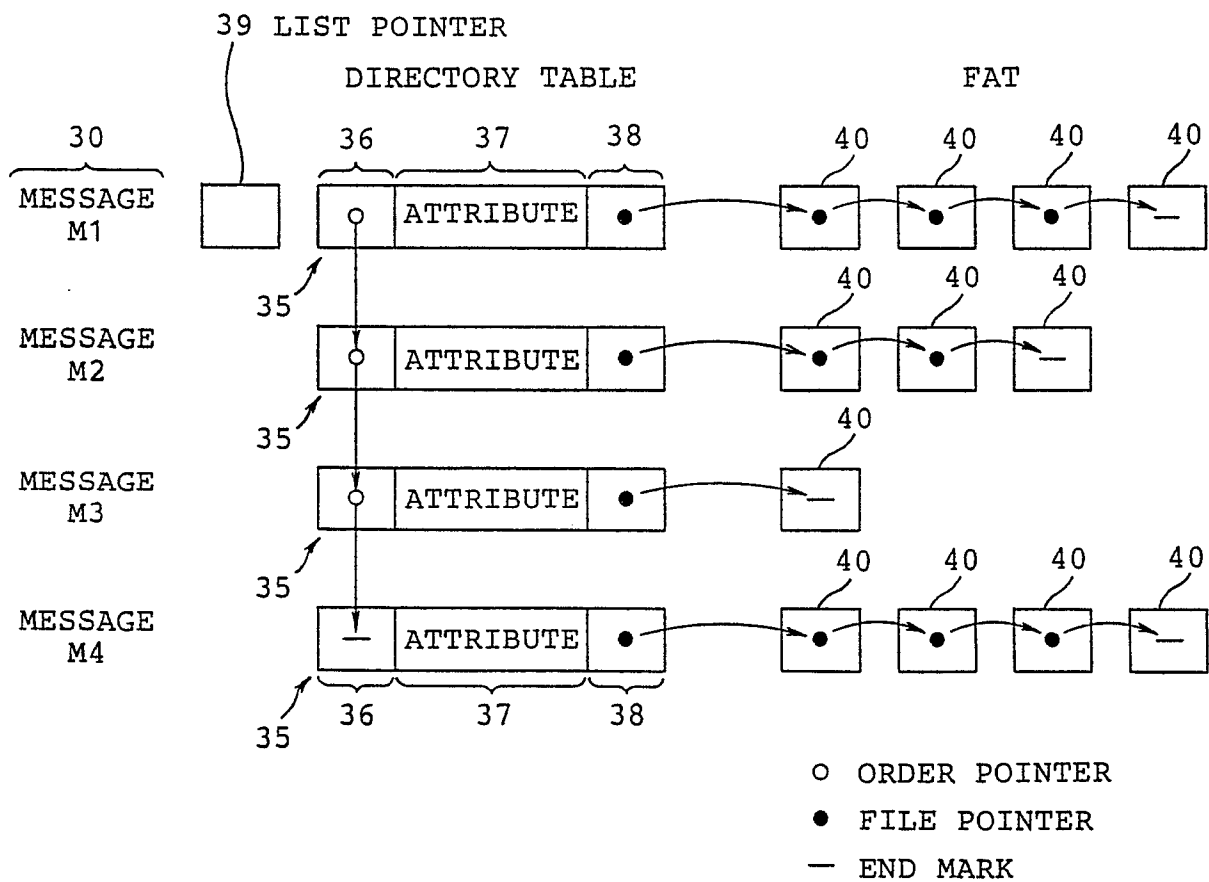 39 LIST POINTER
DIRECTORY TABLE FAT
30 36 37 38 40 40 40 40
MESSAGE M1 ATTRIBUTE
35 40 40 40
MESSAGE M2 ATTRIBUTE
35 40
MESSAGE M3 ATTRIBUTE
35 40 40 40 40
MESSAGE M4 ATTRIBUTE
35 36 37 38
ORDER POINTER
FILE POINTER
END MARK